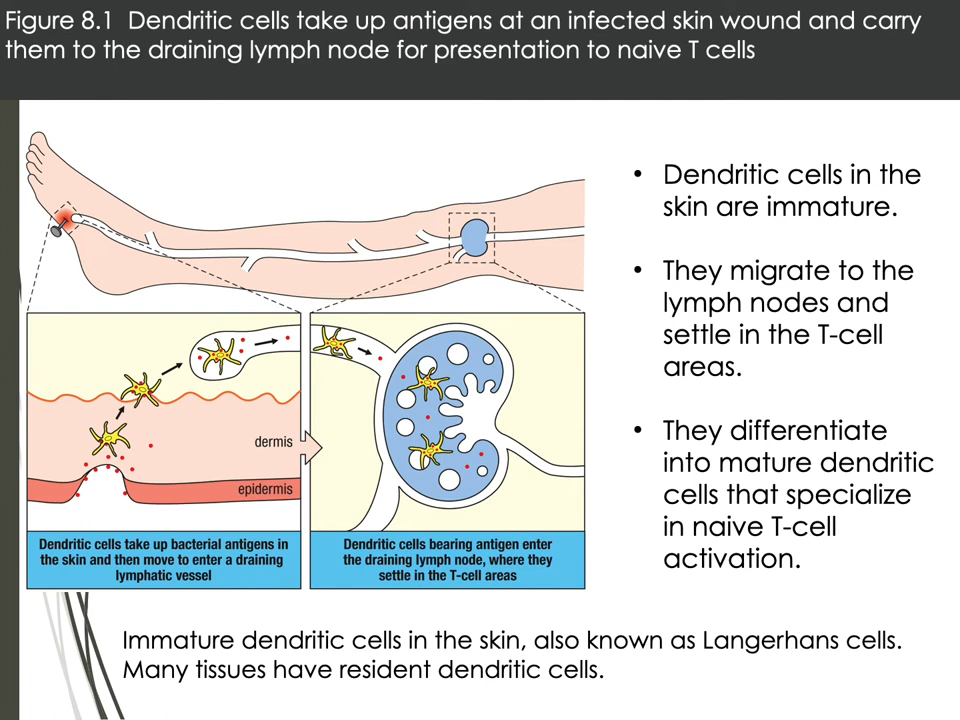 Figure 8.1  Dendritic cells take up antigens at an infected skin wound and carry
them to the draining lymph node for presentation to naive T cells
• Dendritic cells in the
skin are immature.
• They migrate to the
lymph nodes and
settle in the T-cell
areas.
• They differentiate
into mature dendritic
cells that specialize
in naive T-cell
activation.
dermis
epidermis
Dendritic cells take up bacterial antigens in
the skin and then move to enter a draining
lymphatic vessel
Dendritic cells bearing antigen enter
the draining lymph node, where they
settle in the T-cell areas
Immature dendritic cells in the skin, also known as Langerhans cells.
Many tissues have resident dendritic cells.